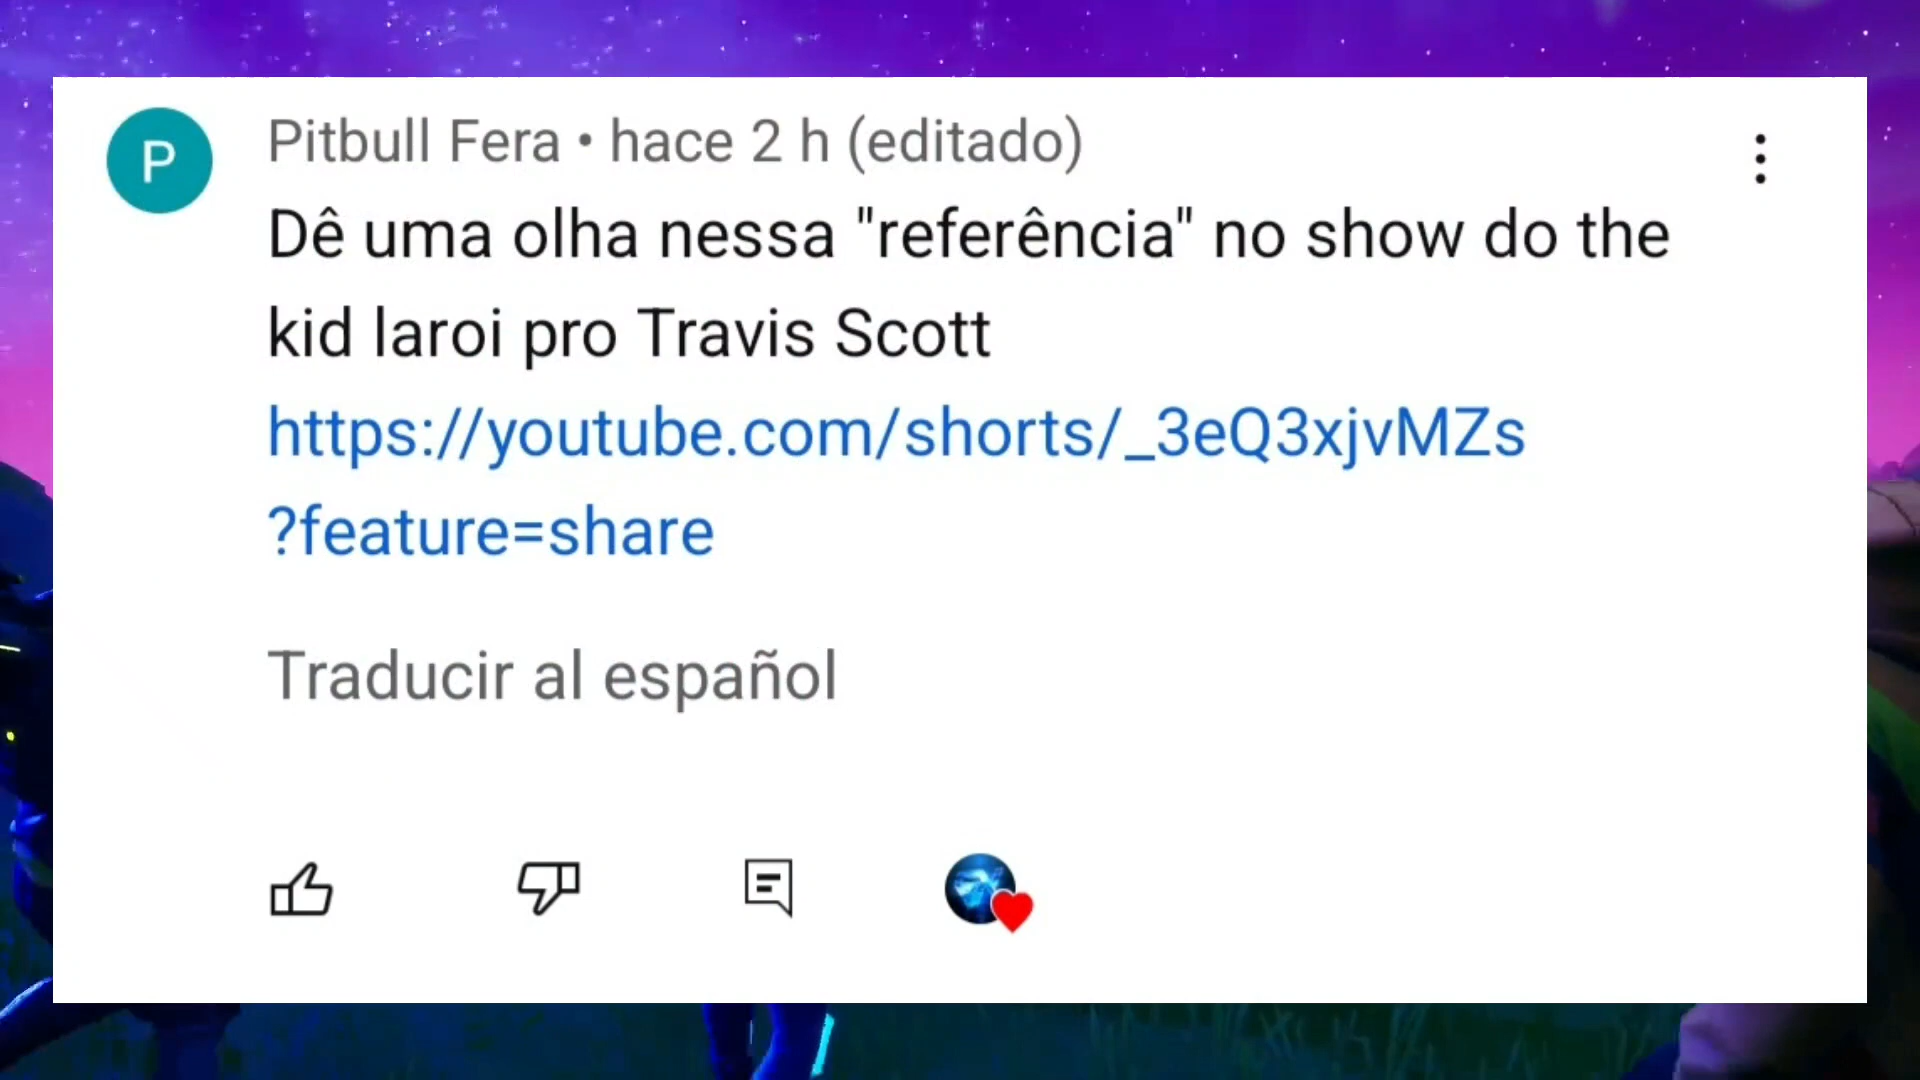 P
Pitbull Fera • hace 2 h (editado)
Dê uma olha nessa "referência" no show do the
kid laroi pro Travis Scott
https://youtube.com/shorts/_3eQ3xjvMZs
?feature=share
Traducir al español